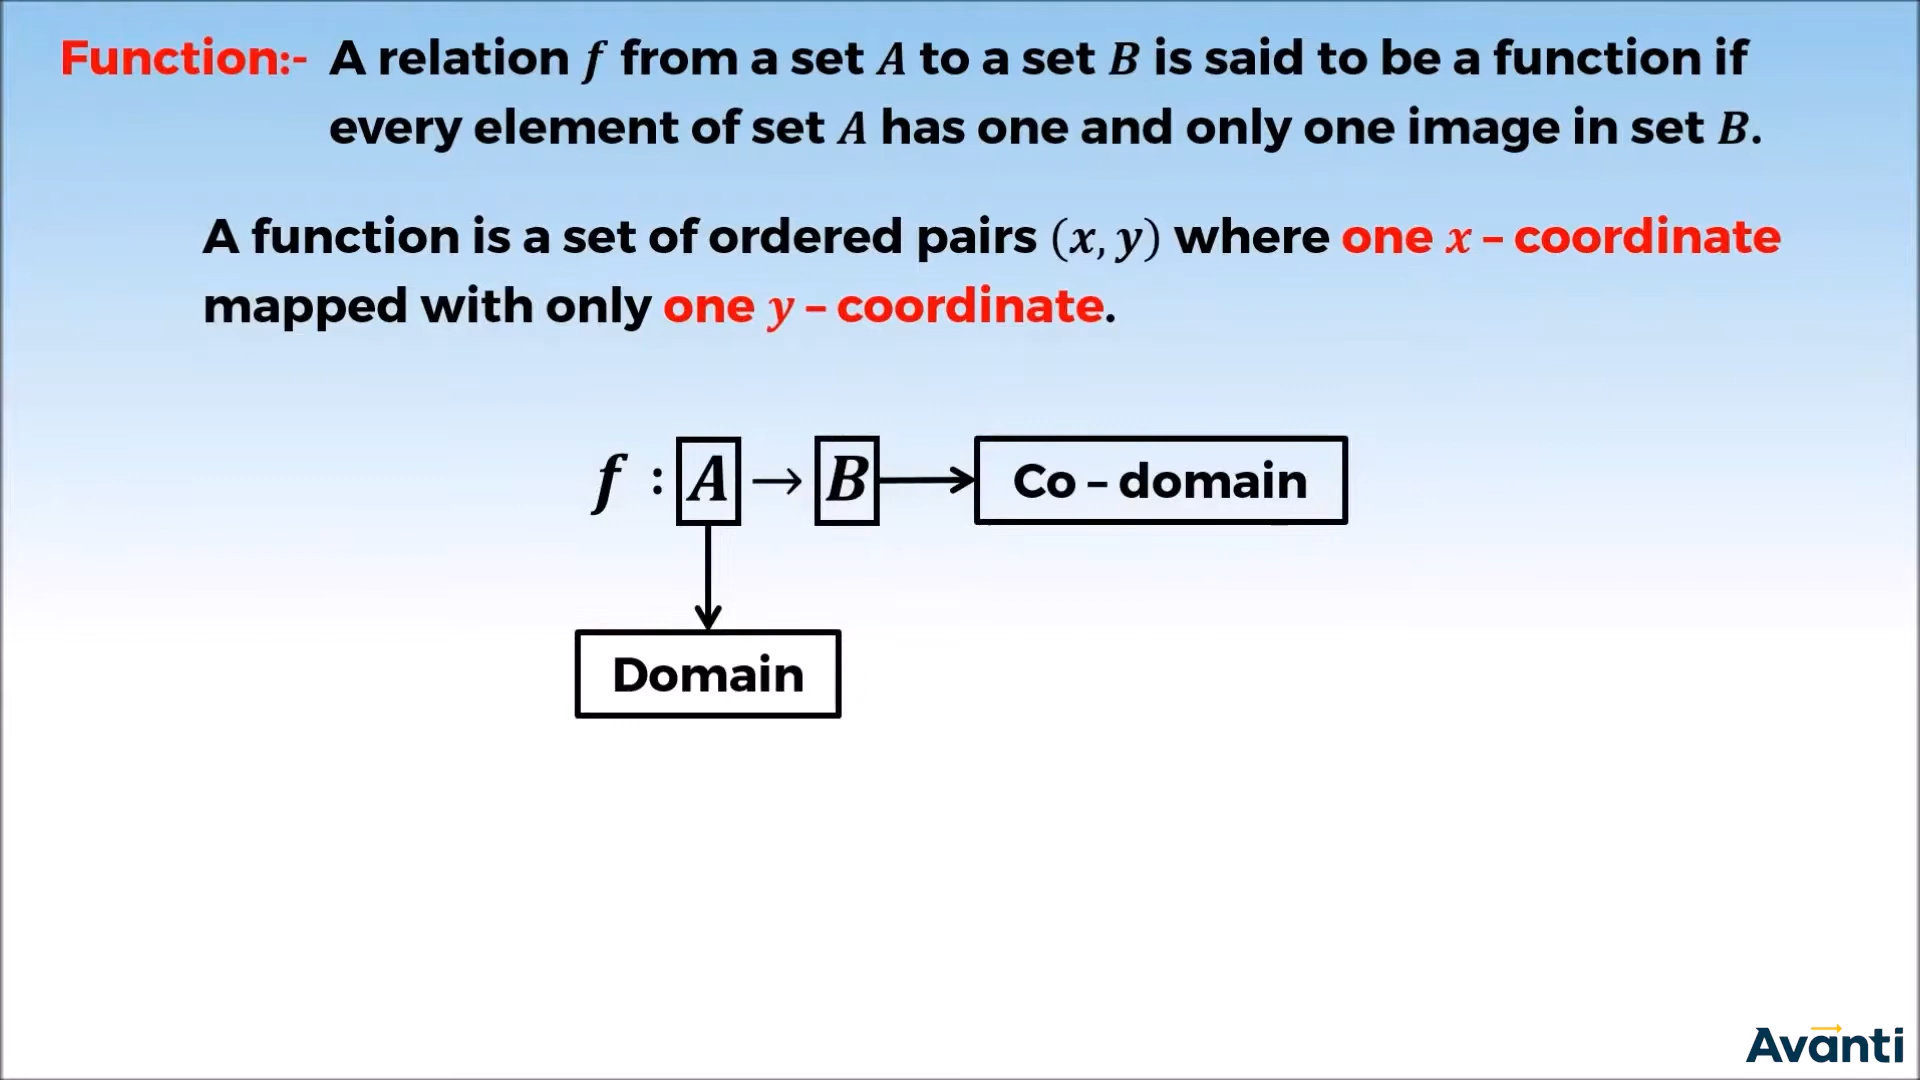 Function:- A relation f from a set A to a set B is said to be a function if
every element of set A has one and only one image in set B.
A function is a set of ordered pairs (x, y) where one x – coordinate
mapped with only one y – coordinate.
f : A → B Co – domain
Domain
Avanti